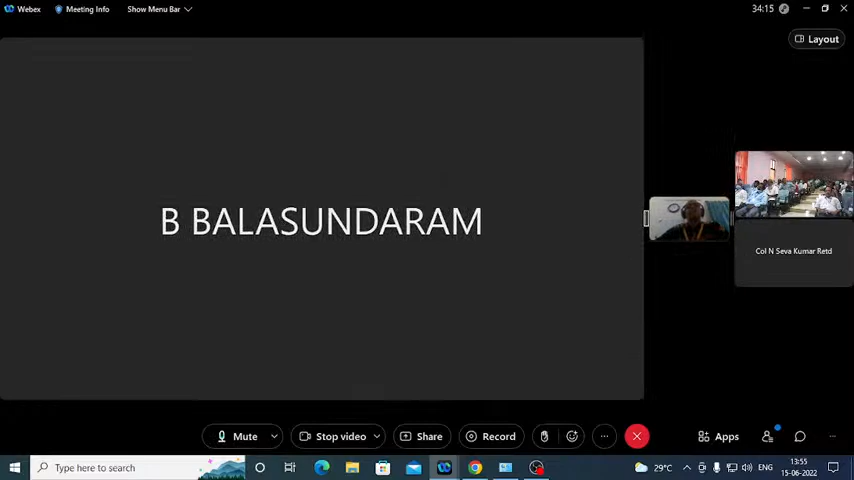 Webex
Meeting Info
Show Menu Bar
34:15
Layout
B BALASUNDARAM
Col N Seva Kumar Retd
Mute
Stop video
Share
Record
Apps
Type here to search
29°C
ENG
13:55
15-06-2022